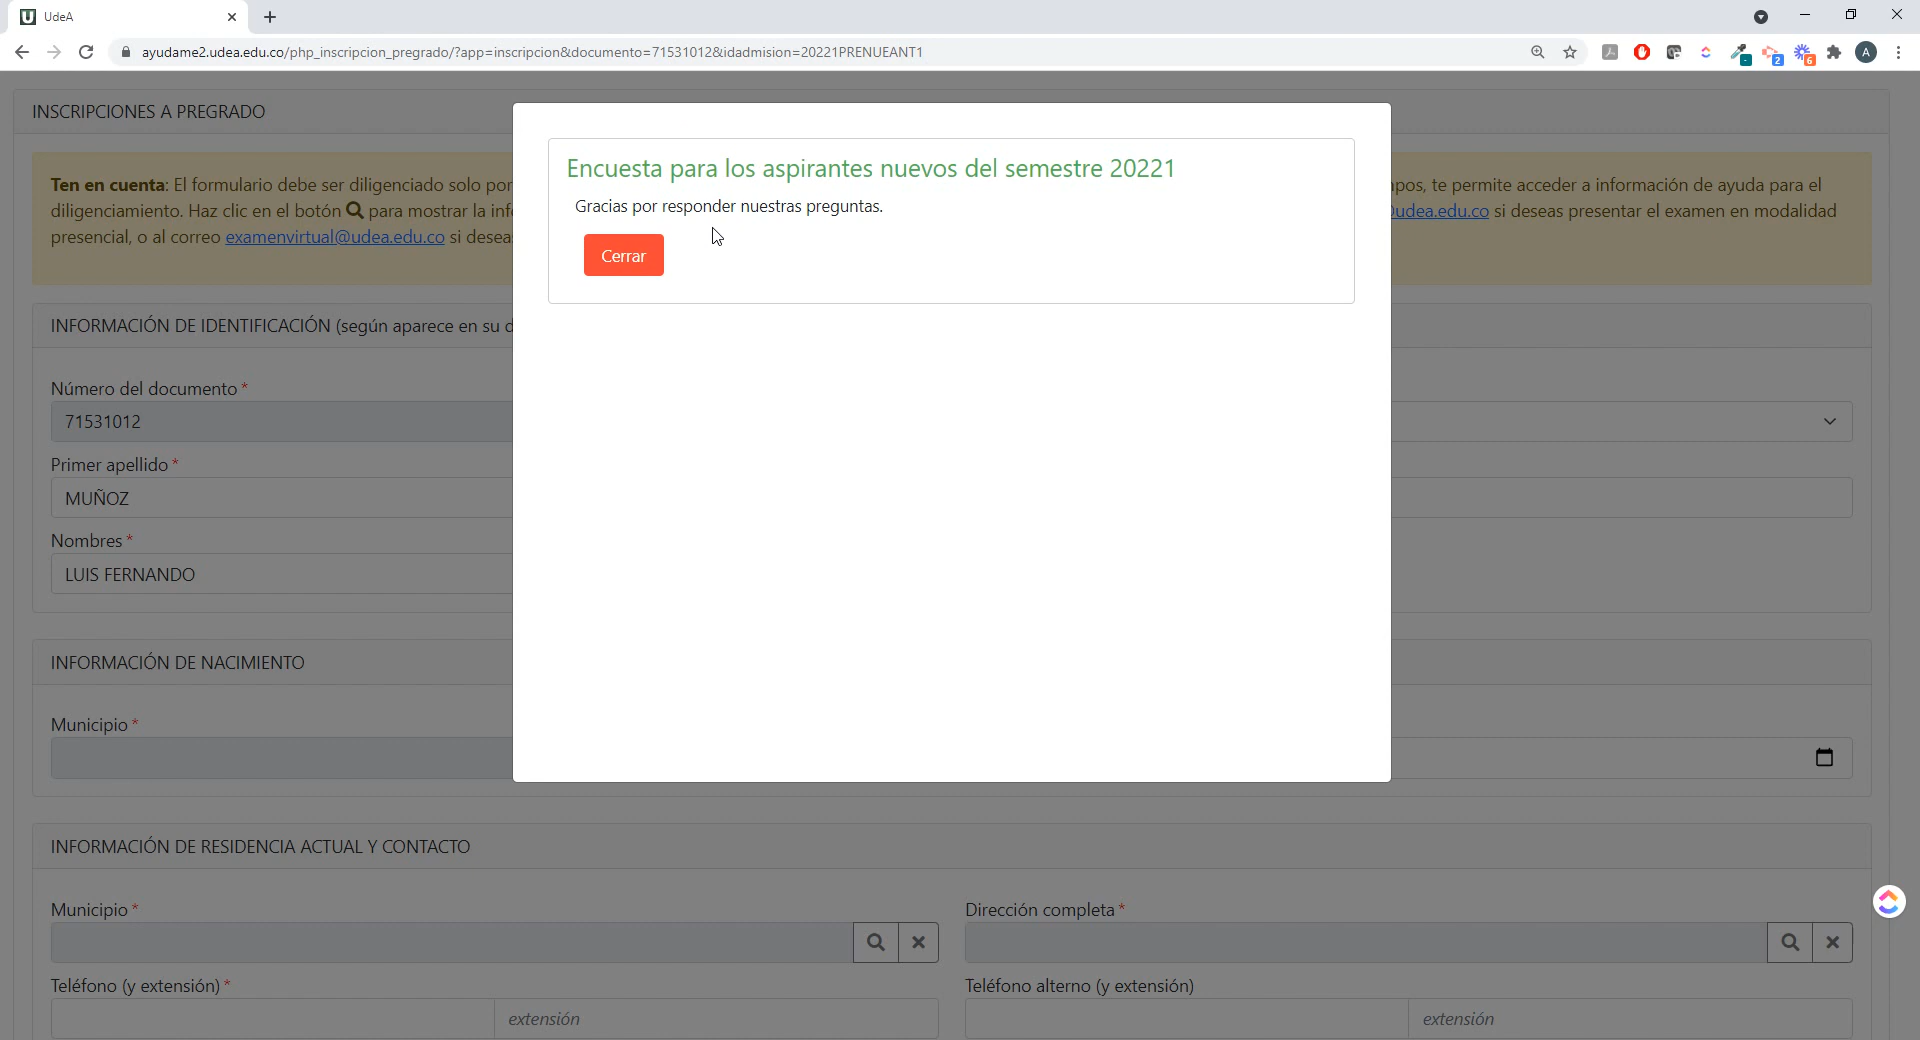 UdeA
ayudame2.udea.edu.co/php_inscripcion_pregrado/?app=inscripcion&documento=71531012&idadmision=20221PRENUEANT1
2
6
A
INSCRIPCIONES A PREGRADO
Ten en cuenta: El formulario debe ser diligenciado solo por
pos, te permite acceder a información de ayuda para el
diligenciamiento. Haz clic en el botón para mostrar la inf
udea.edu.co si deseas presentar el examen en modalidad
presencial, o al correo examenvirtual@udea.edu.co si desea
Encuesta para los aspirantes nuevos del semestre 20221
Gracias por responder nuestras preguntas.
Cerrar
INFORMACIÓN DE IDENTIFICACIÓN (según aparece en su d
Número del documento *
71531012
Primer apellido *
MUÑOZ
Nombres *
LUIS FERNANDO
INFORMACIÓN DE NACIMIENTO
Municipio *
INFORMACIÓN DE RESIDENCIA ACTUAL Y CONTACTO
Municipio *
Dirección completa *
Teléfono (y extensión) *
Teléfono alterno (y extensión)
extensión
extensión